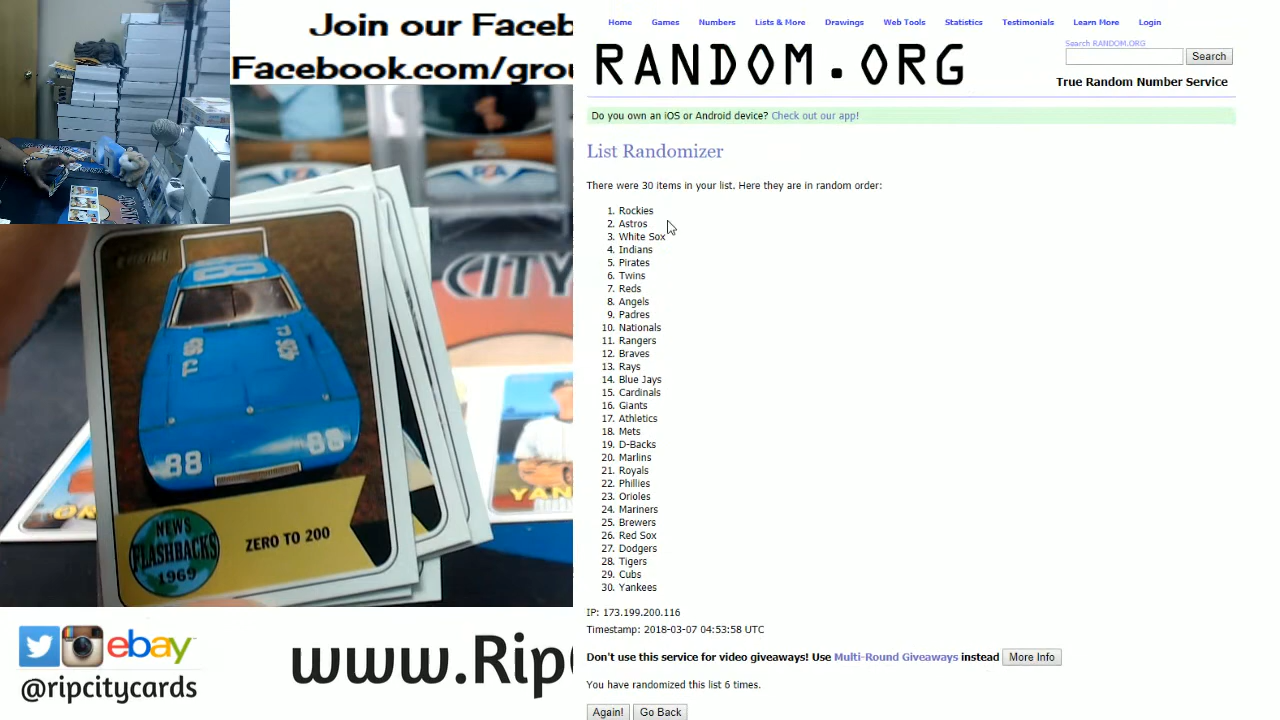 Join our Faceb
Facebook.com/grou
CITY
88
88
88
NEWS
FLASHBACKS
1969
ZERO TO 200
YAN
@ripcitycards
ebay
www.Rip
Home Games Numbers Lists & More Drawings Web Tools Statistics Testimonials Learn More Login
RANDOM.ORG
Search RANDOM.ORG
Search
True Random Number Service
Do you own an iOS or Android device? Check out our app!
List Randomizer
There were 30 items in your list. Here they are in random order:
1. Rockies
2. Astros
3. White Sox
4. Indians
5. Pirates
6. Twins
7. Reds
8. Angels
9. Padres
10. Nationals
11. Rangers
12. Braves
13. Rays
14. Blue Jays
15. Cardinals
16. Giants
17. Athletics
18. Mets
19. D-Backs
20. Marlins
21. Royals
22. Phillies
23. Orioles
24. Mariners
25. Brewers
26. Red Sox
27. Dodgers
28. Tigers
29. Cubs
30. Yankees
IP: 173.199.200.116
Timestamp: 2018-03-07 04:53:58 UTC
Don't use this service for video giveaways! Use Multi-Round Giveaways instead More Info
You have randomized this list 6 times.
Again! Go Back